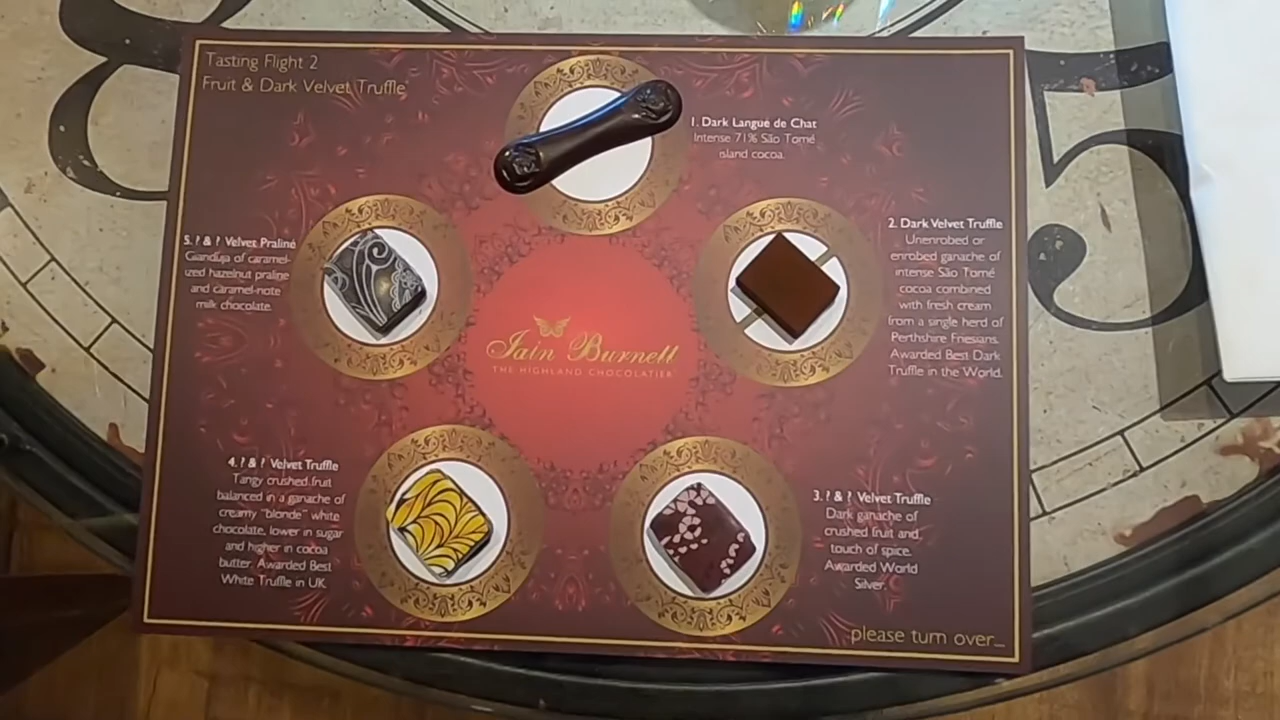 Tasting Flight 2
Fruit & Dark Velvet Truffle
1. Dark Langue de Chat
Intense 71% São Tomé
island cocoa.
2. Dark Velvet Truffle
Unenrobed or
enrobed ganache of
intense São Tomé
cocoa combined
with fresh cream
from a single herd of
Perthshire Friesians.
Awarded Best Dark
Truffle in the World.
3. ? & ? Velvet Truffle
Dark ganache of
crushed fruit and
touch of spice.
Awarded World
Silver.
4. ? & ? Velvet Truffle
Tangy crushed fruit
balanced in a ganache of
creamy "blonde" white
chocolate, lower in sugar
and higher in cocoa
butter. Awarded Best
White Truffle in UK
5. ? & ? Velvet Praliné
Gianduja of caramel-
ized hazelnut praline
and caramel-note
milk chocolate.
Iain Burnett
THE HIGHLAND CHOCOLATIER
please turn over...
5